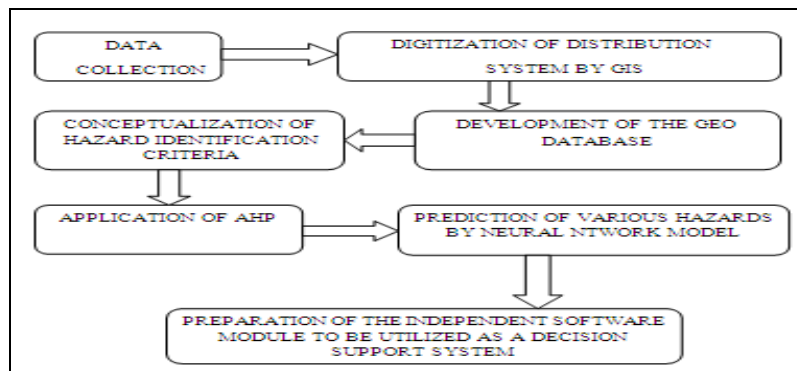 DATA
COLLECTION
DIGITIZATION OF DISTRIBUTION
SYSTEM BY GIS
DEVELOPMENT OF THE GEO
DATABASE
CONCEPTUALIZATION OF
HAZARD IDENTIFICATION
CRITERIA
APPLICATION OF AHP
PREDICTION OF VARIOUS HAZARDS
BY NEURAL NTWORK MODEL
PREPARATION OF THE INDEPENDENT SOFTWARE
MODULE TO BE UTILIZED AS A DECISION
SUPPORT SYSTEM